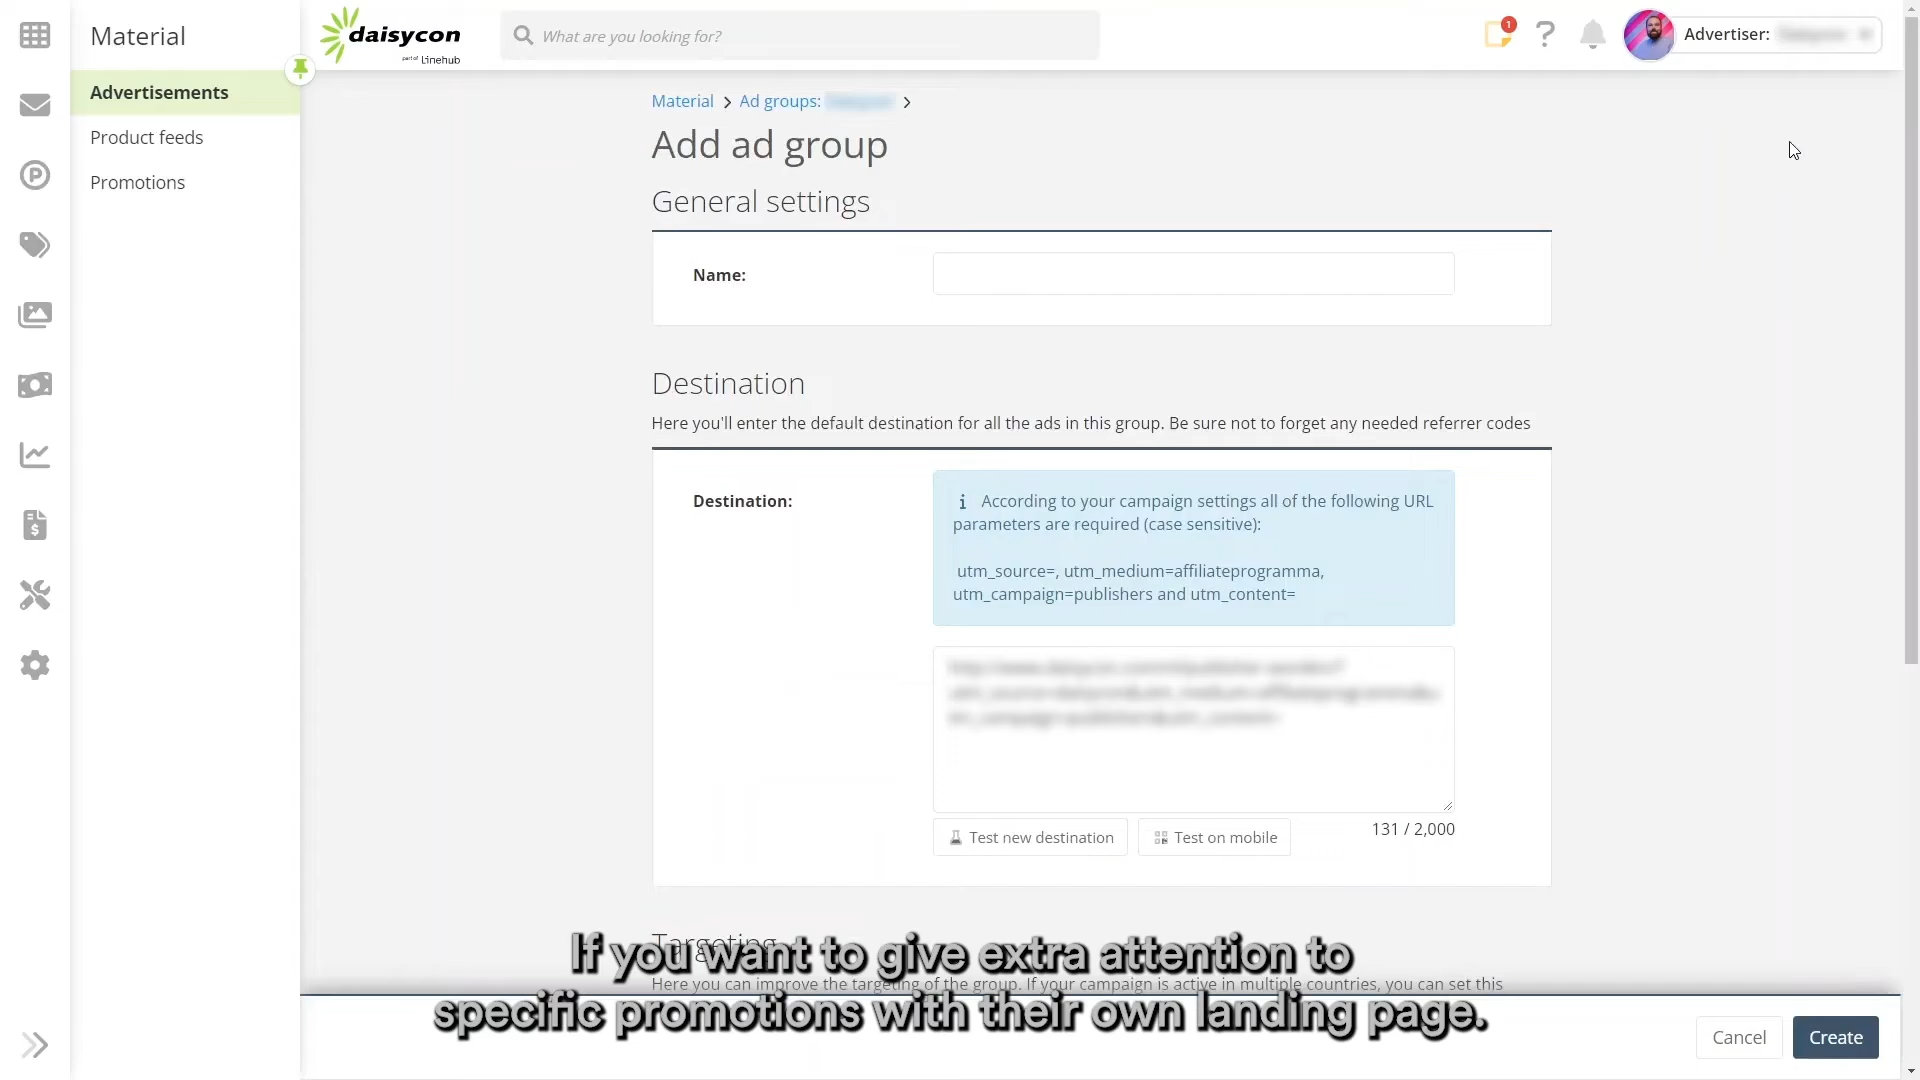 Material
Advertisements
Product feeds
Promotions
daisycon
part of Linehub
What are you looking for?
1
Advertiser:
Material > Ad groups: >
Add ad group
General settings
Name:
Destination
Here you'll enter the default destination for all the ads in this group. Be sure not to forget any needed referrer codes
Destination:
i According to your campaign settings all of the following URL
parameters are required (case sensitive):
utm_source=, utm_medium=affiliateprogramma,
utm_campaign=publishers and utm_content=
Test new destination
Test on mobile
131 / 2,000
Targeting
Here you can improve the targeting of the group. If your campaign is active in multiple countries, you can set this
If you want to give extra attention to
specific promotions with their own landing page.
Cancel
Create